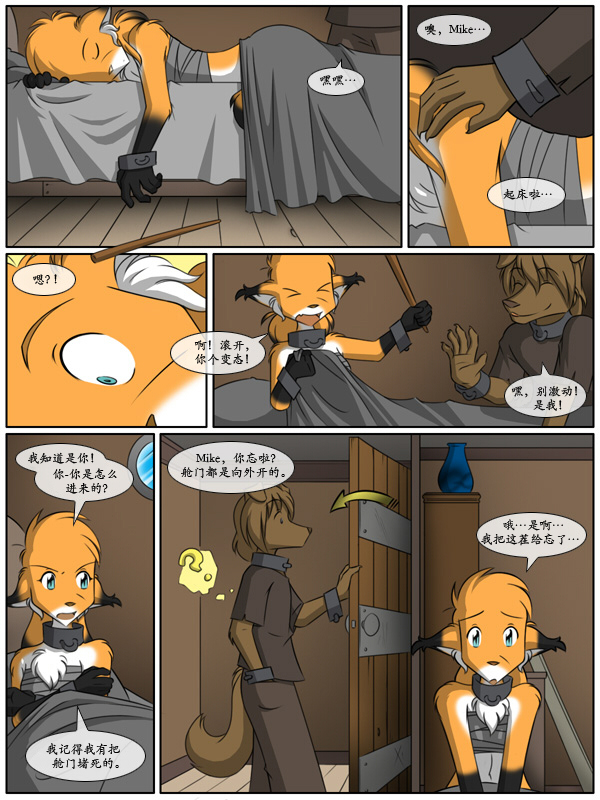 嘿嘿…
噢，Mike…
起床啦…
嗯?!
啊！滚开，
你个变态！
嘿，别激动！
是我！
我知道是你！
你-你是怎么
进来的?
我记得我有把
舱门堵死的。
Mike，你忘啦?
舱门都是向外开的。
哦…是啊…
我把这茬给忘了…